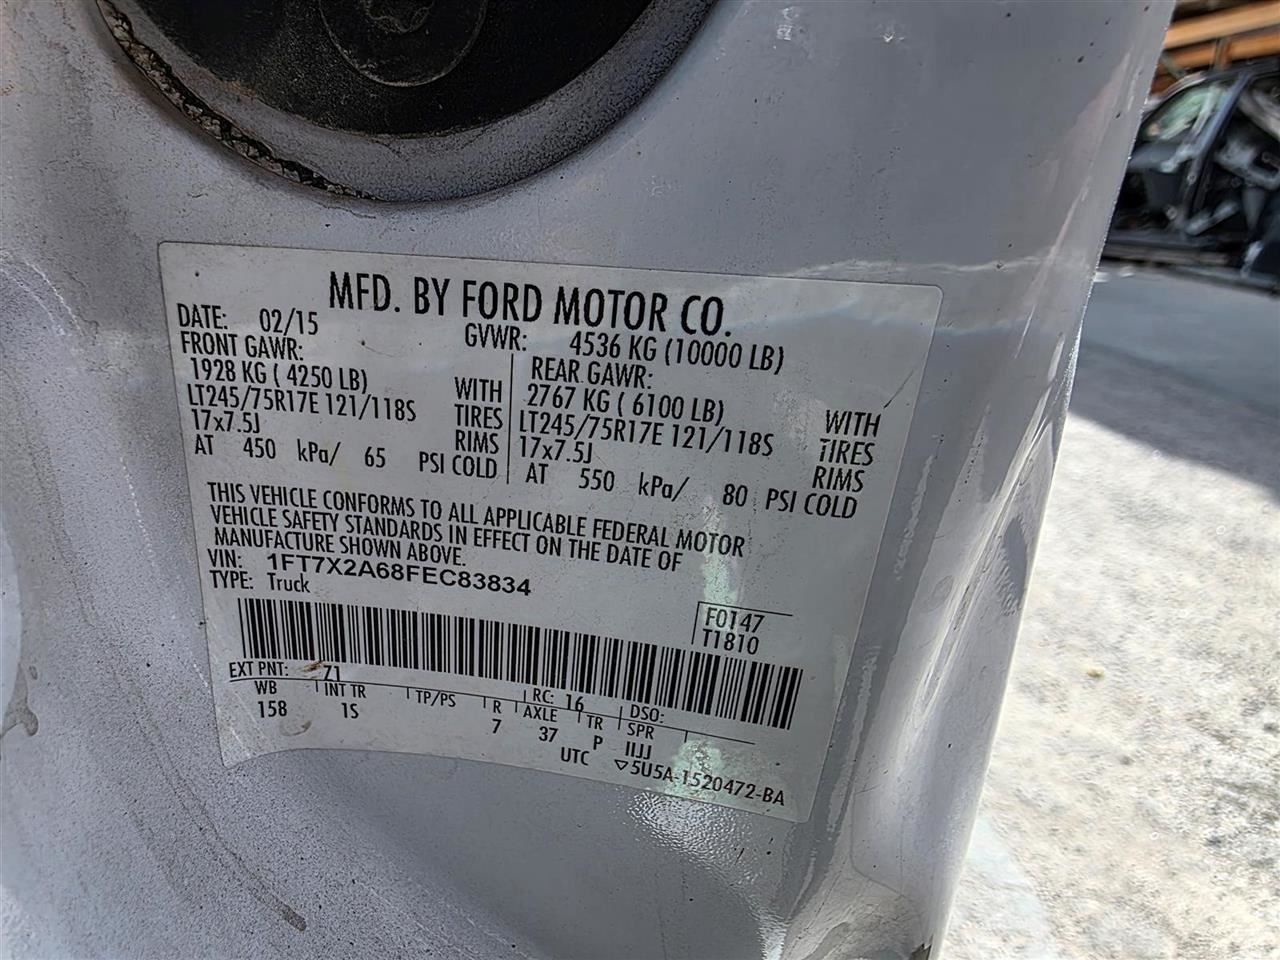 MFD. BY FORD MOTOR CO.
DATE: 02/15 GVWR: 4536 KG (10000 LB)
FRONT GAWR: REAR GAWR:
1928 KG ( 4250 LB) WITH 2767 KG ( 6100 LB) WITH
LT245/75R17E 121/118S TIRES LT245/75R17E 121/118S TIRES
17x7.5J RIMS 17x7.5J RIMS
AT 450 kPa/ 65 PSI COLD AT 550 kPa/ 80 PSI COLD
THIS VEHICLE CONFORMS TO ALL APPLICABLE FEDERAL MOTOR
VEHICLE SAFETY STANDARDS IN EFFECT ON THE DATE OF
MANUFACTURE SHOWN ABOVE.
VIN: 1FT7X2A68FEC83834
TYPE: Truck
F0147
T1810
EXT PNT: Z1 RC: 16 DSO:
WB INT TR TP/PS R AXLE TR SPR
158 1S 7 37 P IIJJ
UTC ▽5U5A-1520472-BA